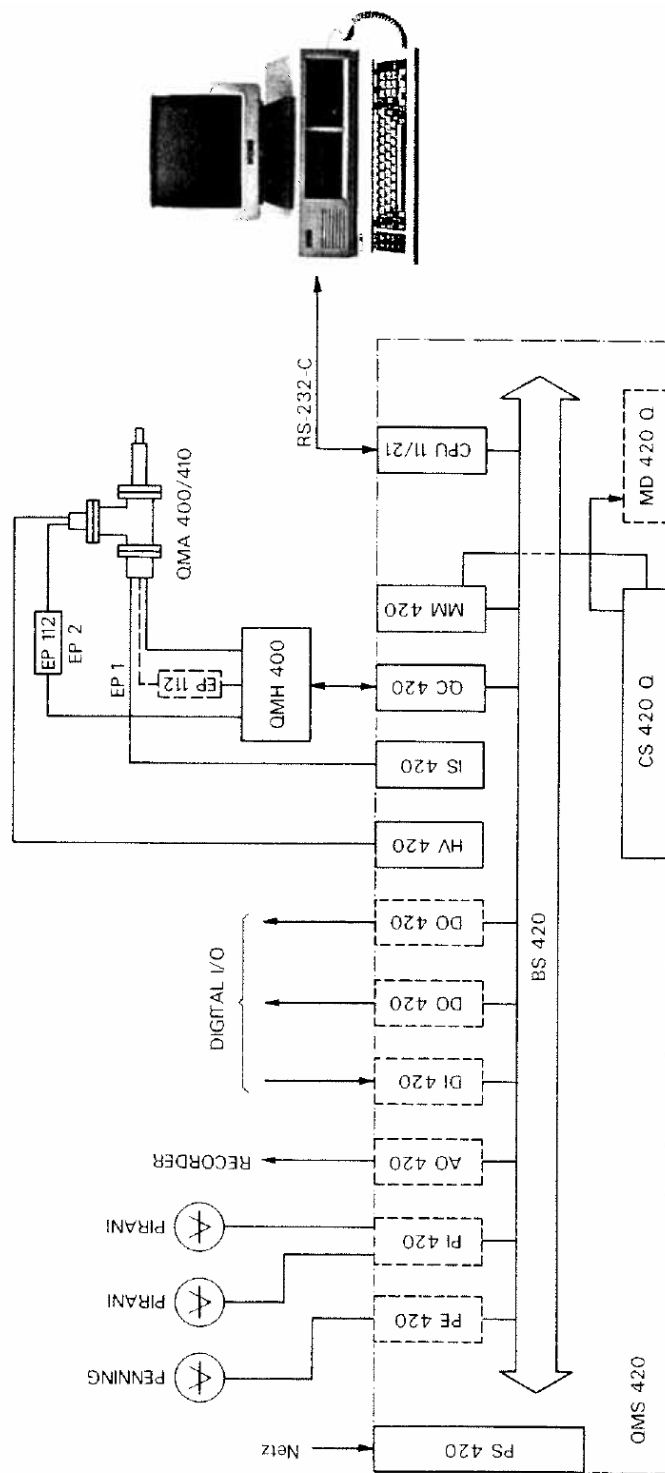 RS-232-C
CPU 11/21
MD 420 Q
QMA 400/410
EP 112
EP 2
EP 1
EP 112
QMH 400
MM 420
QC 420
CS 420 Q
IS 420
HV 420
DIGITAL I/O
DO 420
DO 420
DI 420
BS 420
RECORDER
AO 420
PIRANI
PIRANI
PI 420
PENNING
PE 420
Netz
PS 420
QMS 420